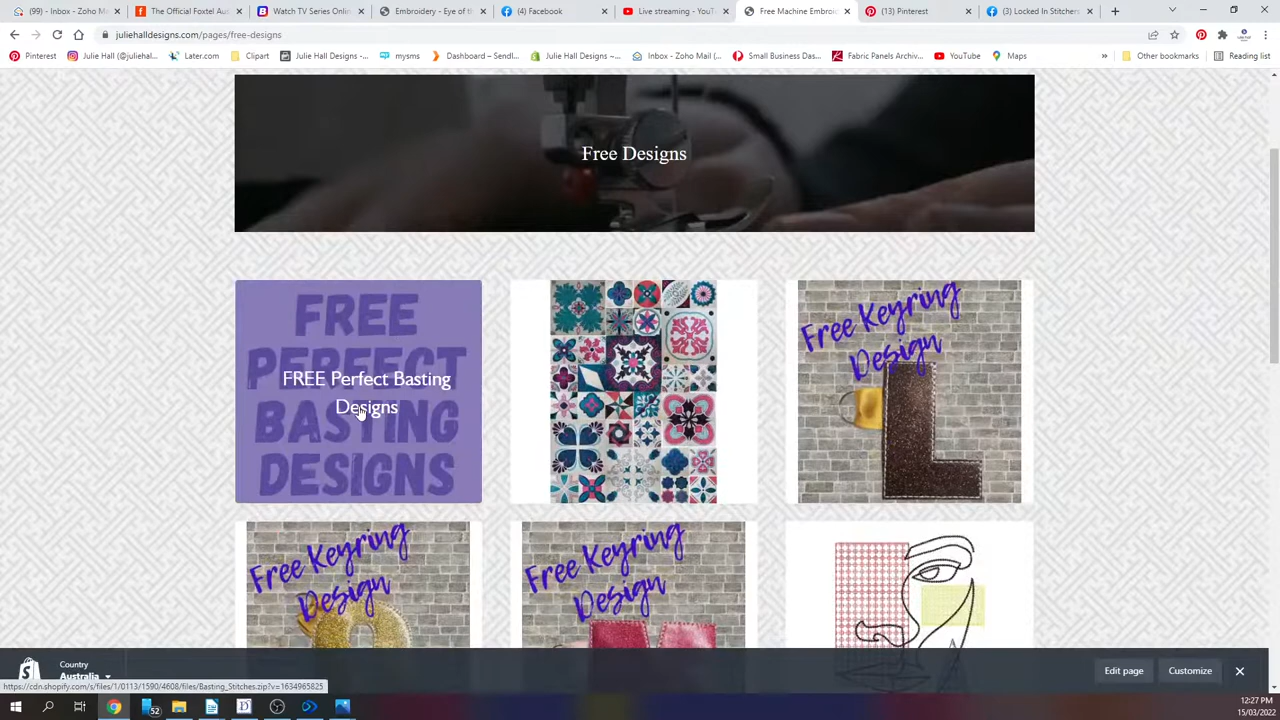 (99) - Inbox - Zoho M
The Official Foxtel Au
Watch TV Series Onlin
Embroidery - Eye of th
(4) Facebook
Live streaming - YouT
Free Machine Embroi
(13) Pinterest
(3) Locked In Stitchers
juliehalldesigns.com/pages/free-designs
Pinterest
Julie Hall (@juliehal...
Later.com
Clipart
Julie Hall Designs -...
mysms
Dashboard – Sendl...
Julie Hall Designs ~...
Inbox - Zoho Mail (...
Small Business Das...
Fabric Panels Archiv...
YouTube
Maps
»
Other bookmarks
Reading list
Free Designs
FREE
PERFECT
BASTING
DESIGNS
FREE Perfect Basting
Designs
Free Keyring
Design
Free Keyring
Design
Free Keyring
Design
Country
Australia
Edit page
Customize
https://cdn.shopify.com/s/files/1/0113/1590/4608/files/Basting_Stitches.zip?v=1634965825
52
12:27 PM
15/03/2022